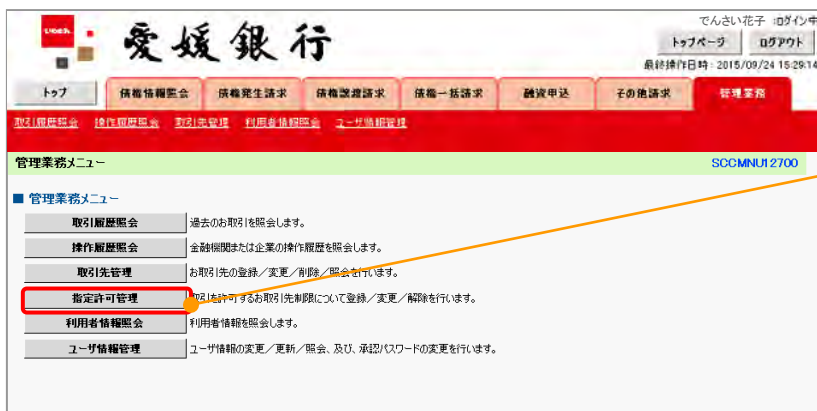 でんさい花子 :ログイン中
愛媛銀行
トップページ ログアウト
最終操作日時：2015/09/24 15:29:14
トップ 債権情報照会 債権発生請求 債権譲渡請求 債権一括請求 融資申込 その他請求 管理業務
取引履歴照会 操作履歴照会 取引先管理 利用者情報照会 ユーザ情報管理
管理業務メニュー SCCMNU12700
■ 管理業務メニュー
取引履歴照会 過去のお取引を照会します。
操作履歴照会 金融機関または企業の操作履歴を照会します。
取引先管理 お取引先の登録／変更／削除／照会を行います。
指定許可管理 取引を許可するお取引先制限について登録／変更／解除を行います。
利用者情報照会 利用者情報を照会します。
ユーザ情報管理 ユーザ情報の変更／更新／照会、及び、承認パスワードの変更を行います。